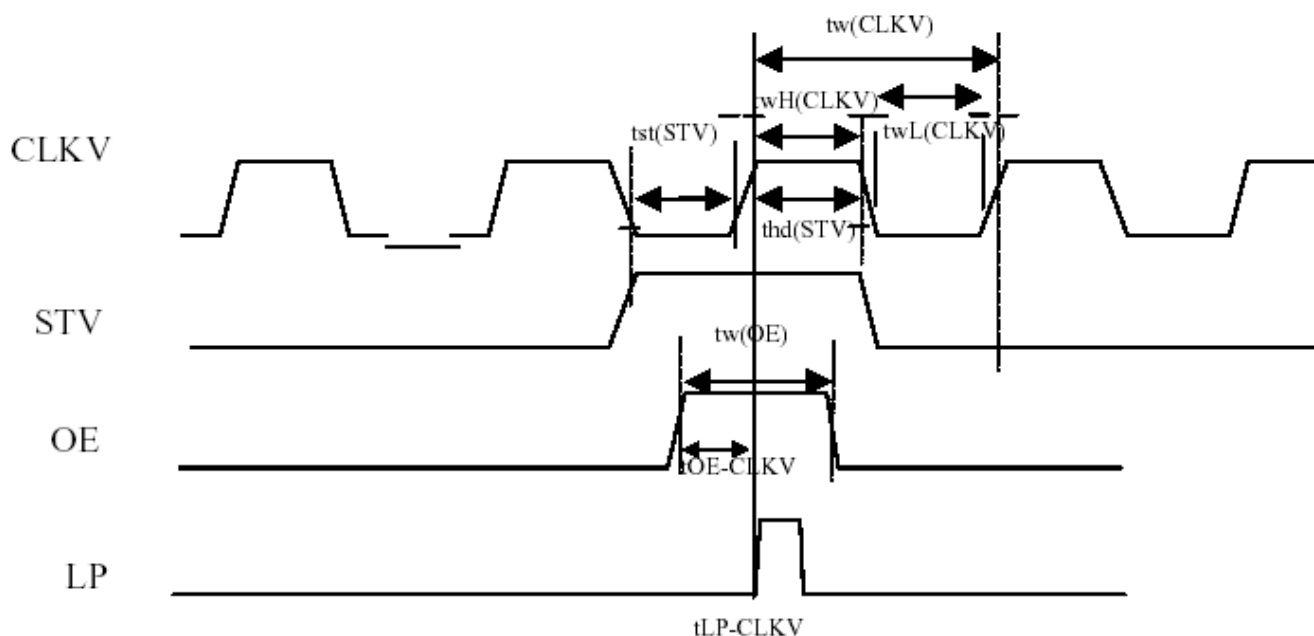 tw(CLKV)
twH(CLKV)
tst(STV)
twL(CLKV)
CLKV
thd(STV)
STV
tw(OE)
OE
tOE-CLKV
LP
tLP-CLKV